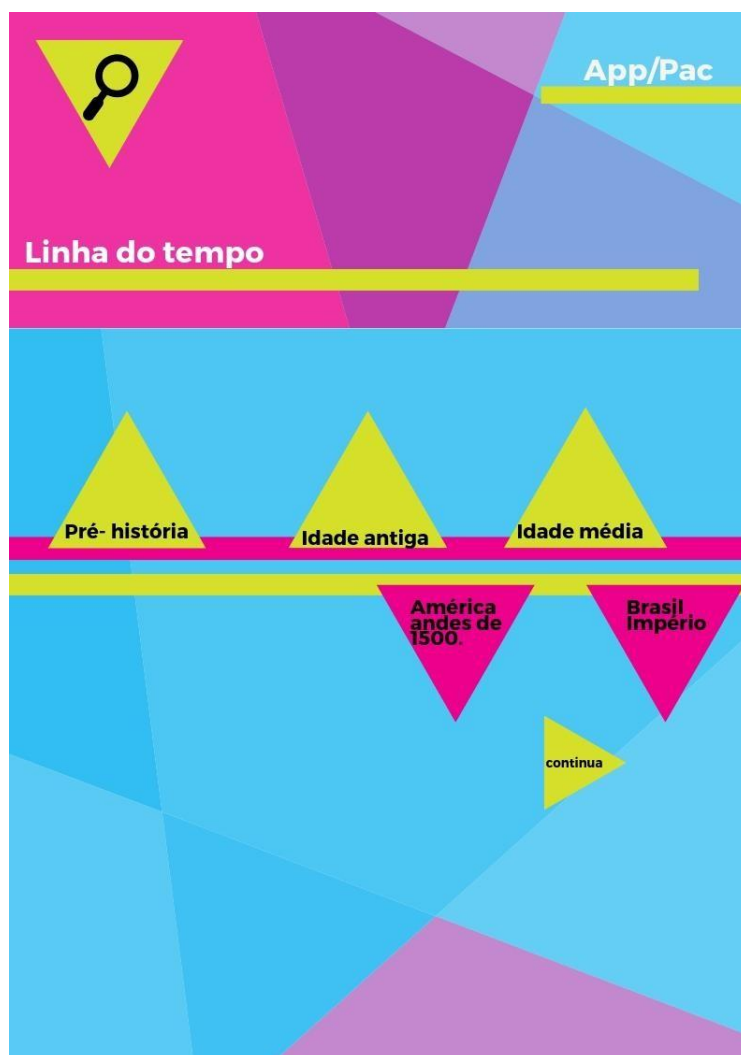 App/Pac
Linha do tempo
Pré- história
Idade antiga
Idade média
América
andes de
1500.
Brasil
Império
continua